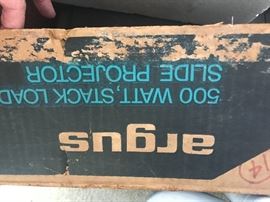 argus
500 WATT, STACK LOAD
SLIDE PROJECTOR